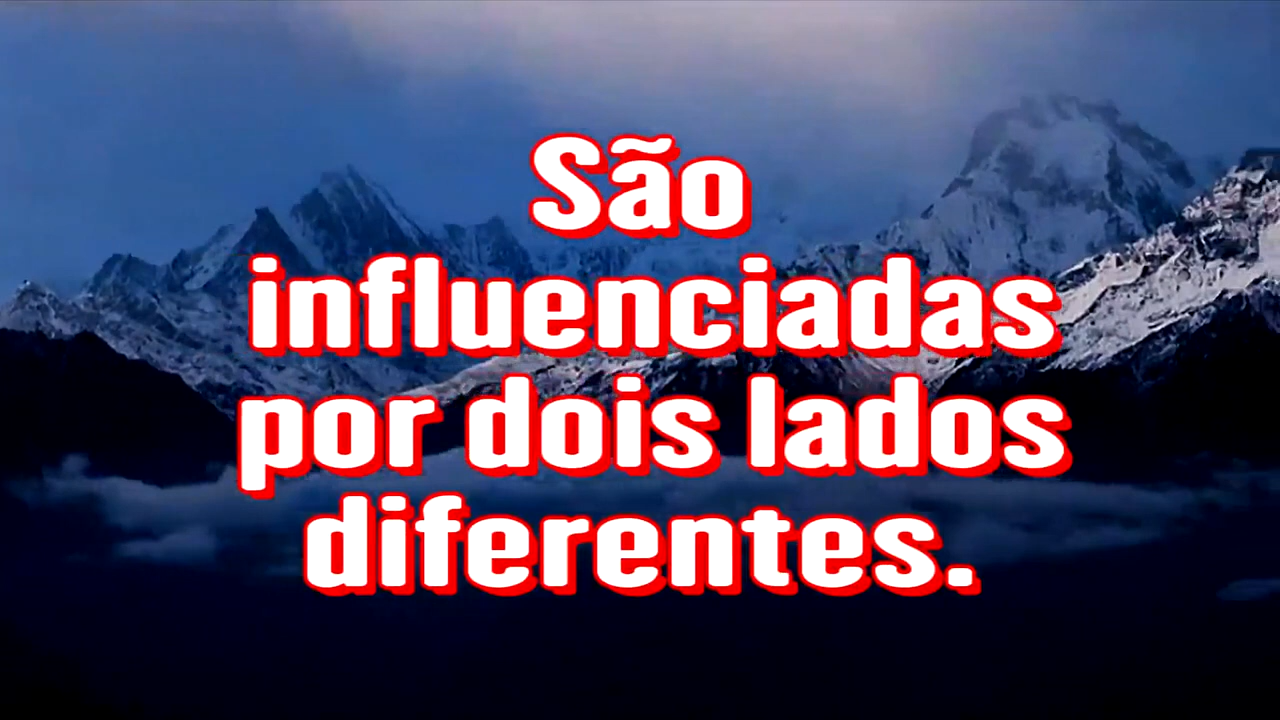 São
influenciadas
por dois lados
diferentes.